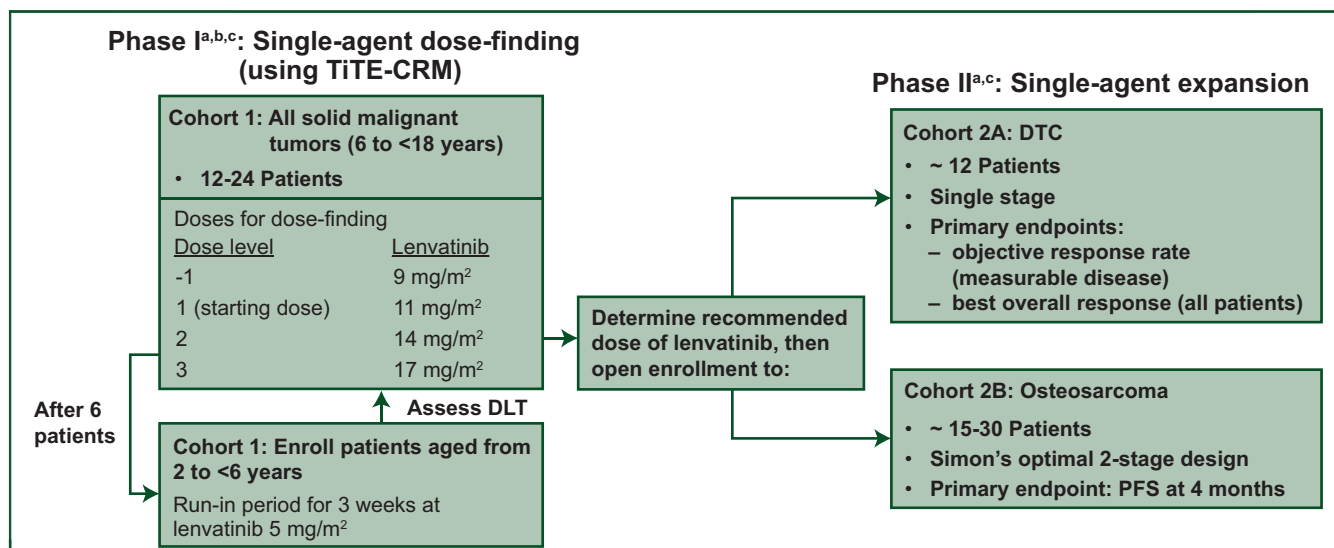 Phase Iᵃ,ᵇ,ᶜ: Single-agent dose-finding
(using TiTE-CRM)
Cohort 1: All solid malignant
tumors (6 to <18 years)
• 12-24 Patients
Doses for dose-finding
Dose level Lenvatinib
-1 9 mg/m²
1 (starting dose) 11 mg/m²
2 14 mg/m²
3 17 mg/m²
After 6
patients
Assess DLT
Cohort 1: Enroll patients aged from
2 to <6 years
Run-in period for 3 weeks at
lenvatinib 5 mg/m²
Determine recommended
dose of lenvatinib, then
open enrollment to:
Phase IIᵃ,ᶜ: Single-agent expansion
Cohort 2A: DTC
• ~ 12 Patients
• Single stage
• Primary endpoints:
– objective response rate
(measurable disease)
– best overall response (all patients)
Cohort 2B: Osteosarcoma
• ~ 15-30 Patients
• Simon's optimal 2-stage design
• Primary endpoint: PFS at 4 months